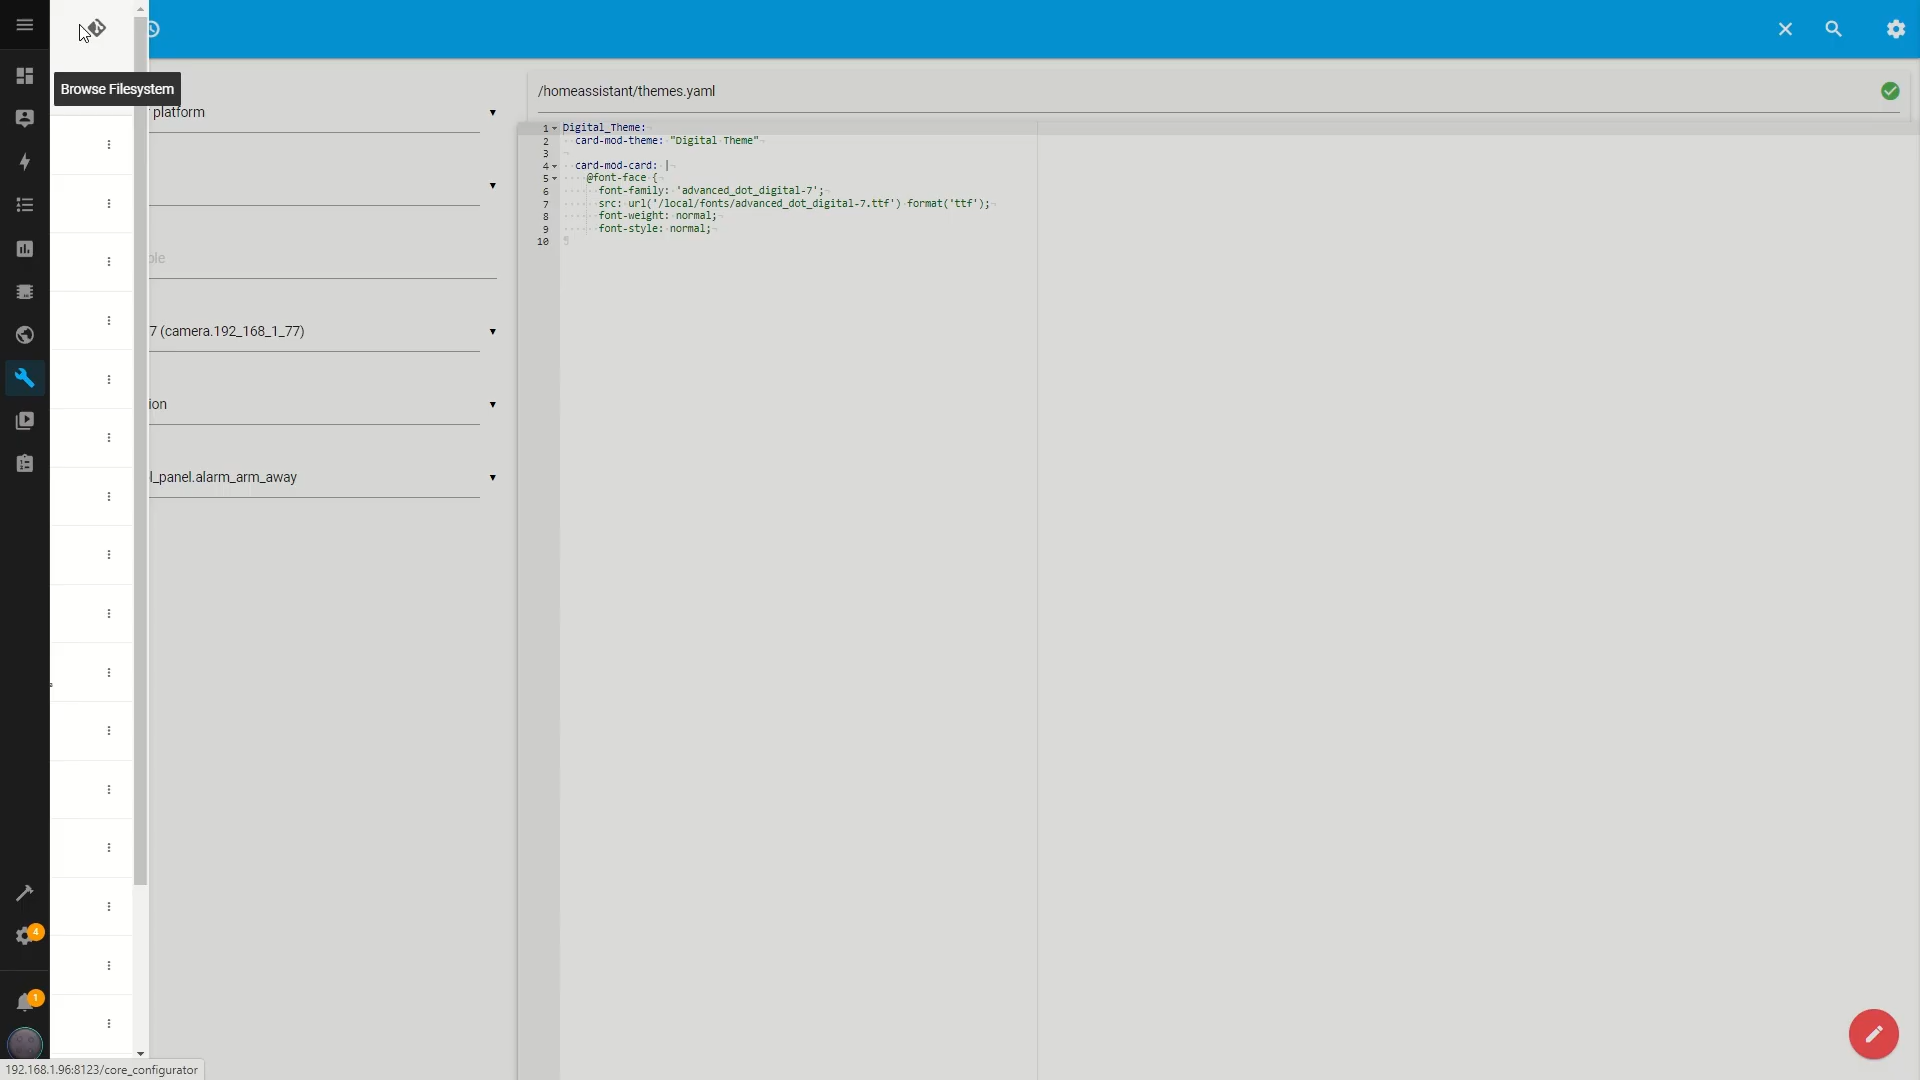 Browse Filesystem
platform
ble
7 (camera.192_168_1_77)
ion
l_panel.alarm_arm_away
/homeassistant/themes.yaml
1 Digital_Theme:
2 card-mod-theme: "Digital Theme"
3
4 card-mod-card: |
5 @font-face {
6 font-family: 'advanced_dot_digital-7';
7 src: url('/local/fonts/advanced_dot_digital-7.ttf') format('ttf');
8 font-weight: normal;
9 font-style: normal;
10
4
1
192.168.1.96:8123/core_configurator